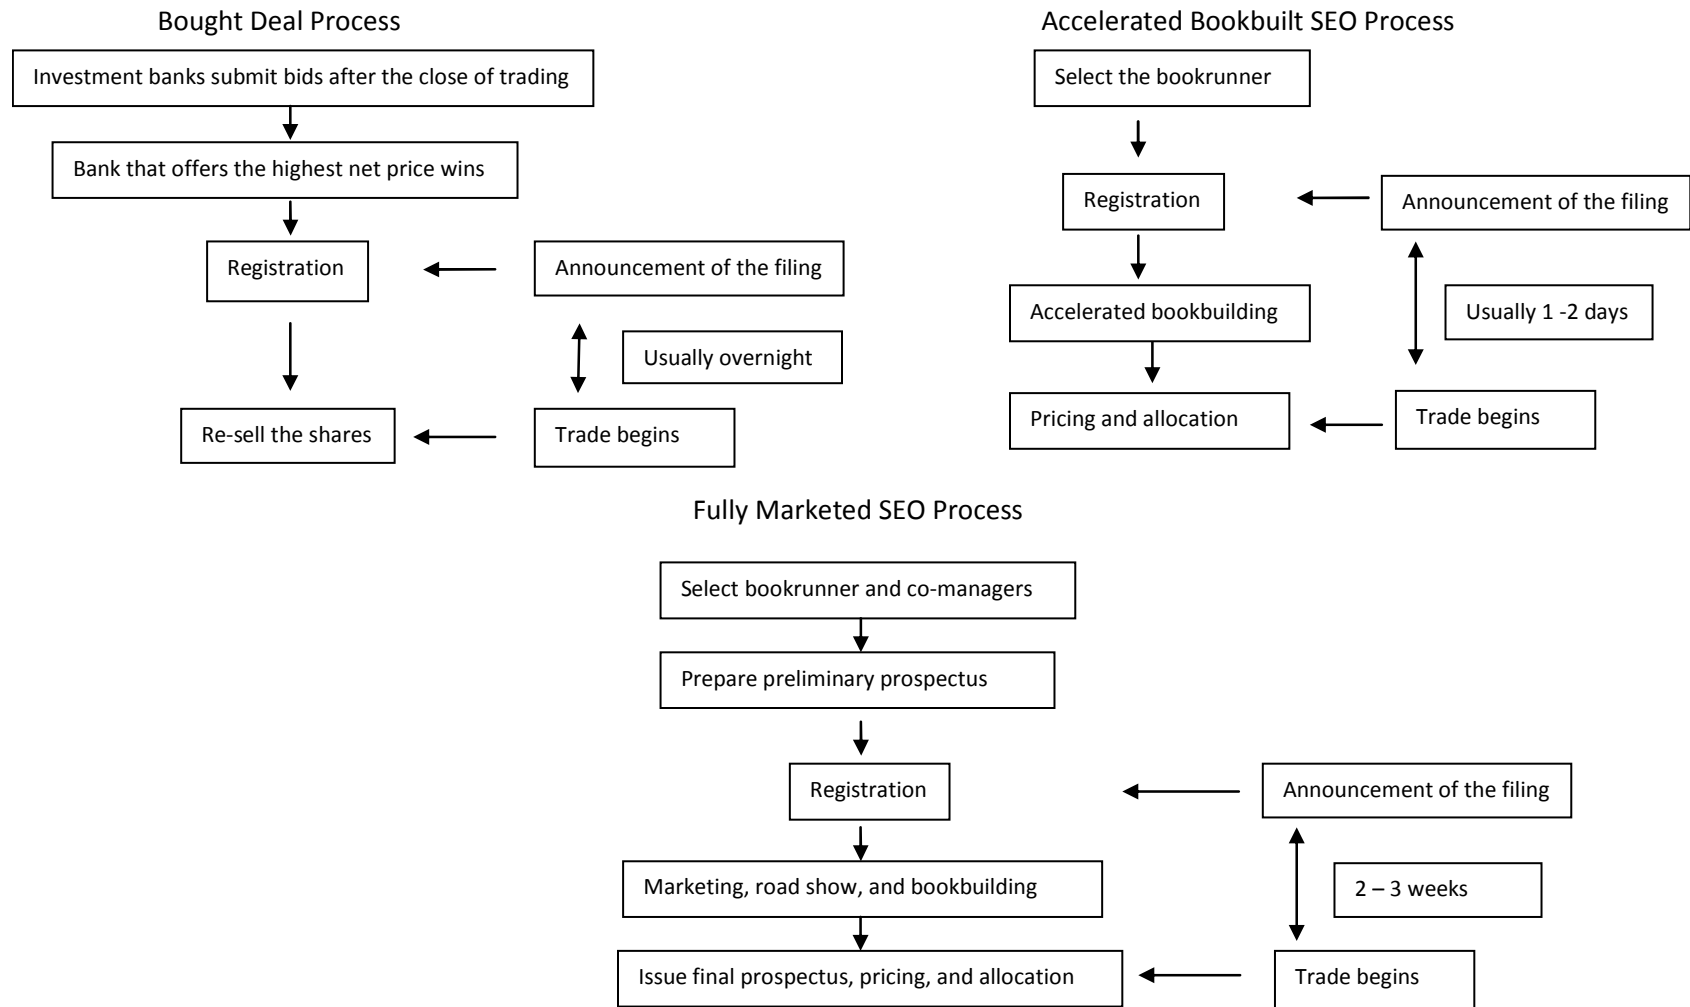 Bought Deal Process
Investment banks submit bids after the close of trading
Bank that offers the highest net price wins
Registration
Announcement of the filing
Usually overnight
Re-sell the shares
Trade begins
Accelerated Bookbuilt SEO Process
Select the bookrunner
Registration
Announcement of the filing
Accelerated bookbuilding
Usually 1 -2 days
Pricing and allocation
Trade begins
Fully Marketed SEO Process
Select bookrunner and co-managers
Prepare preliminary prospectus
Registration
Announcement of the filing
Marketing, road show, and bookbuilding
2 – 3 weeks
Issue final prospectus, pricing, and allocation
Trade begins